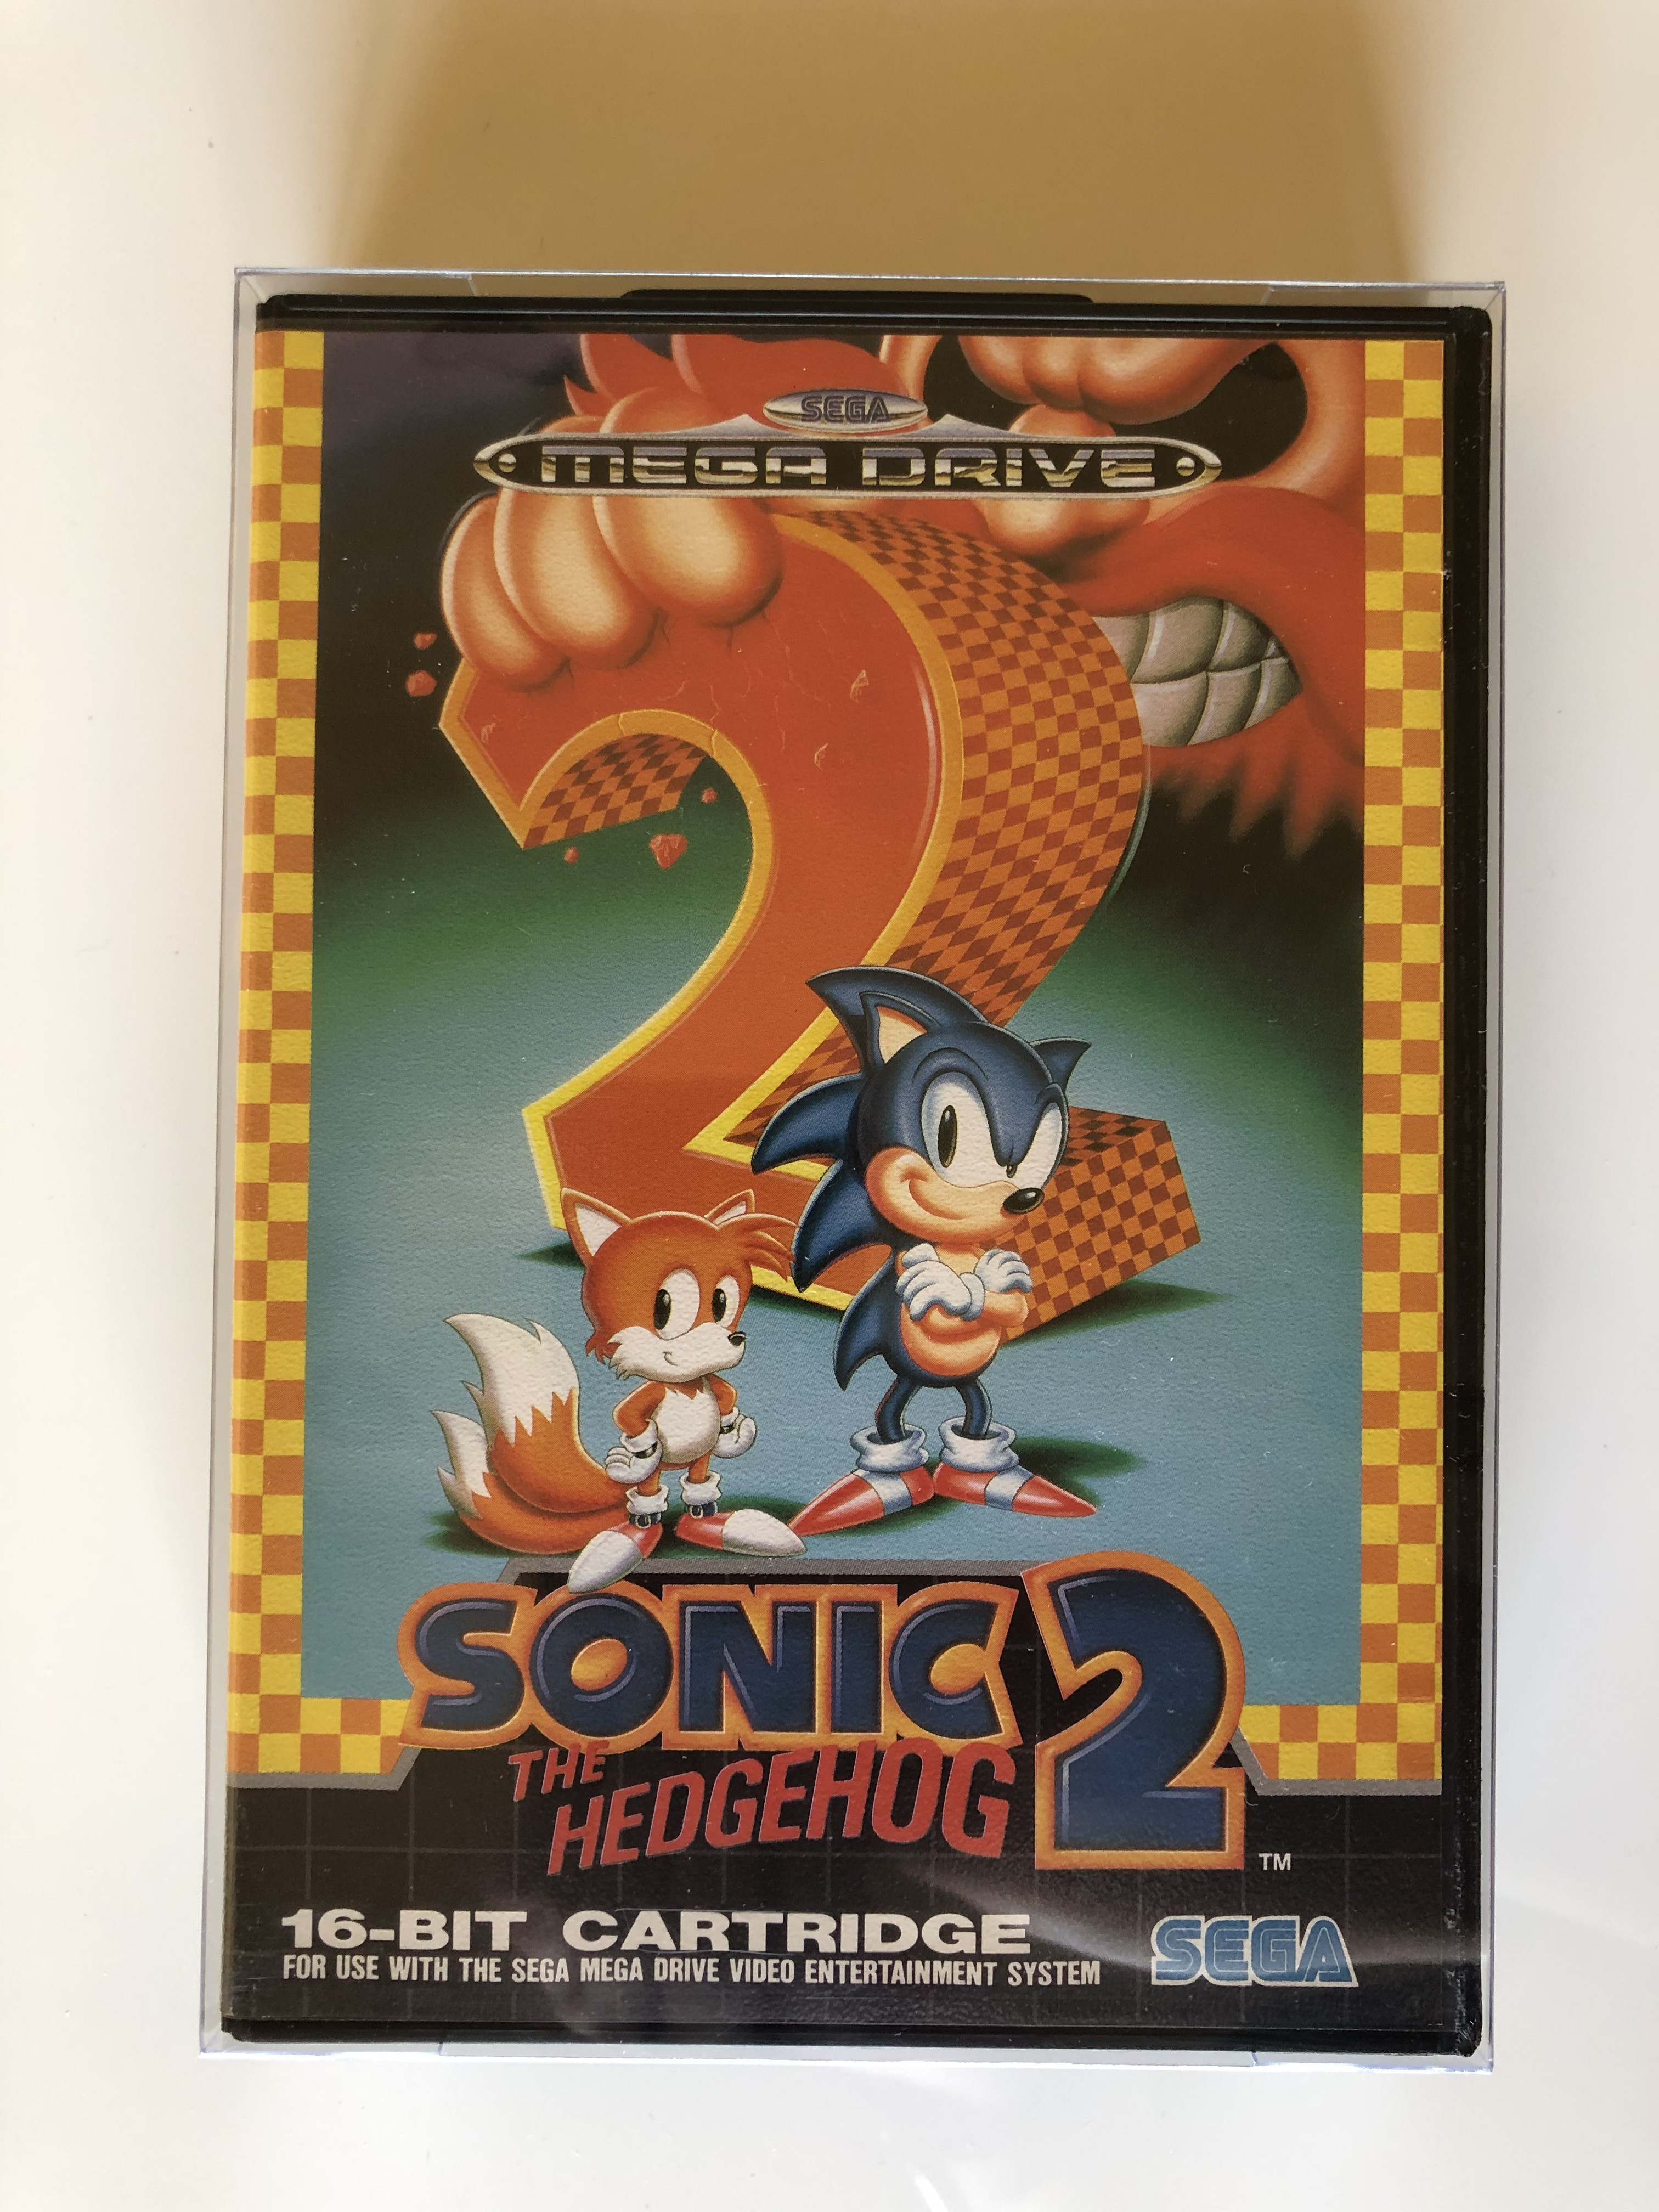 SEGA
MEGA DRIVE
2
SONIC 2
THE
HEDGEHOG
TM
16-BIT CARTRIDGE
FOR USE WITH THE SEGA MEGA DRIVE VIDEO ENTERTAINMENT SYSTEM
SEGA